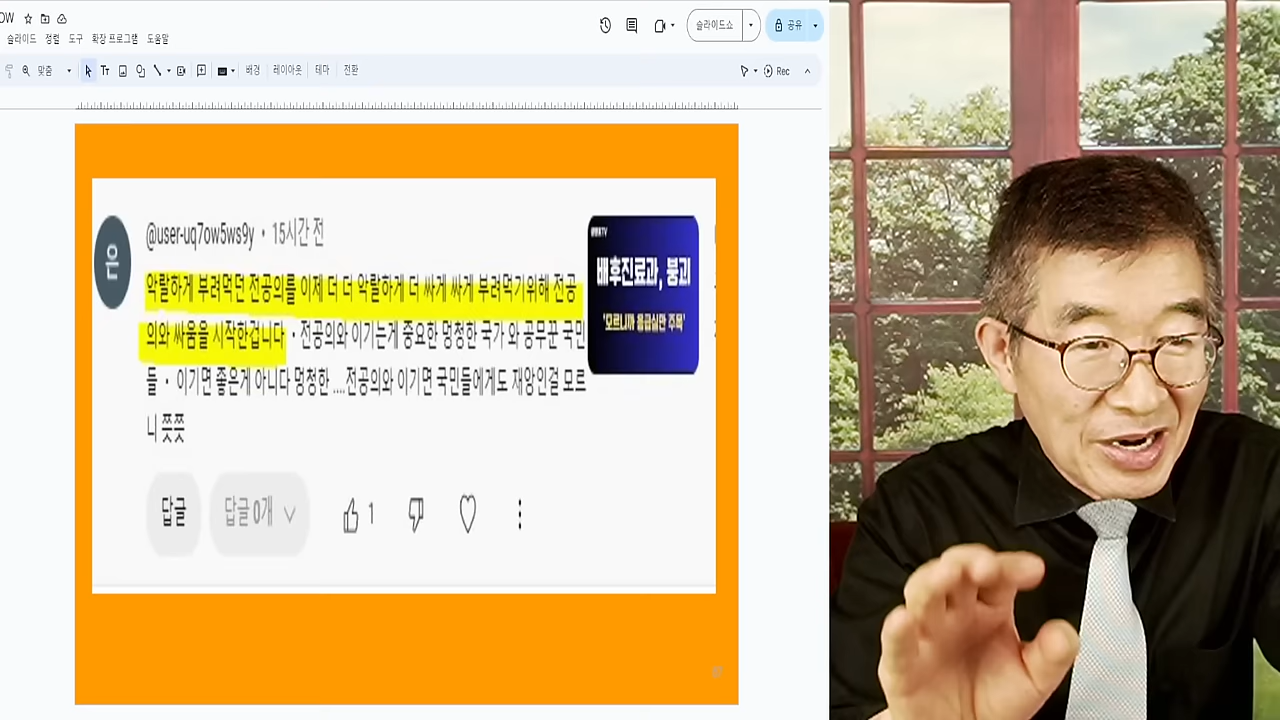 OW
슬라이드 정렬 도구 확장 프로그램 도움말
슬라이드쇼
공유
맞춤
Tт
배경 레이아웃 테마 전환
Rec
@user-uq7ow5ws9y • 15시간 전
은
악랄하게 부려먹던 전공의를 이제 더 더 악랄하게 더 싸게 싸게 부려먹기위해 전공
의와 싸움을 시작한겁니다 • 전공의와 이기는게 중요한 멍청한 국가 와 공무꾼 국민
들 • 이기면 좋은게 아니다 멍청한 ....전공의와 이기면 국민들에게도 재앙인걸 모르
니 쯧쯧
배후진료과, 붕괴
'모르니까 응급실만 주목'
답글
답글 0개
1